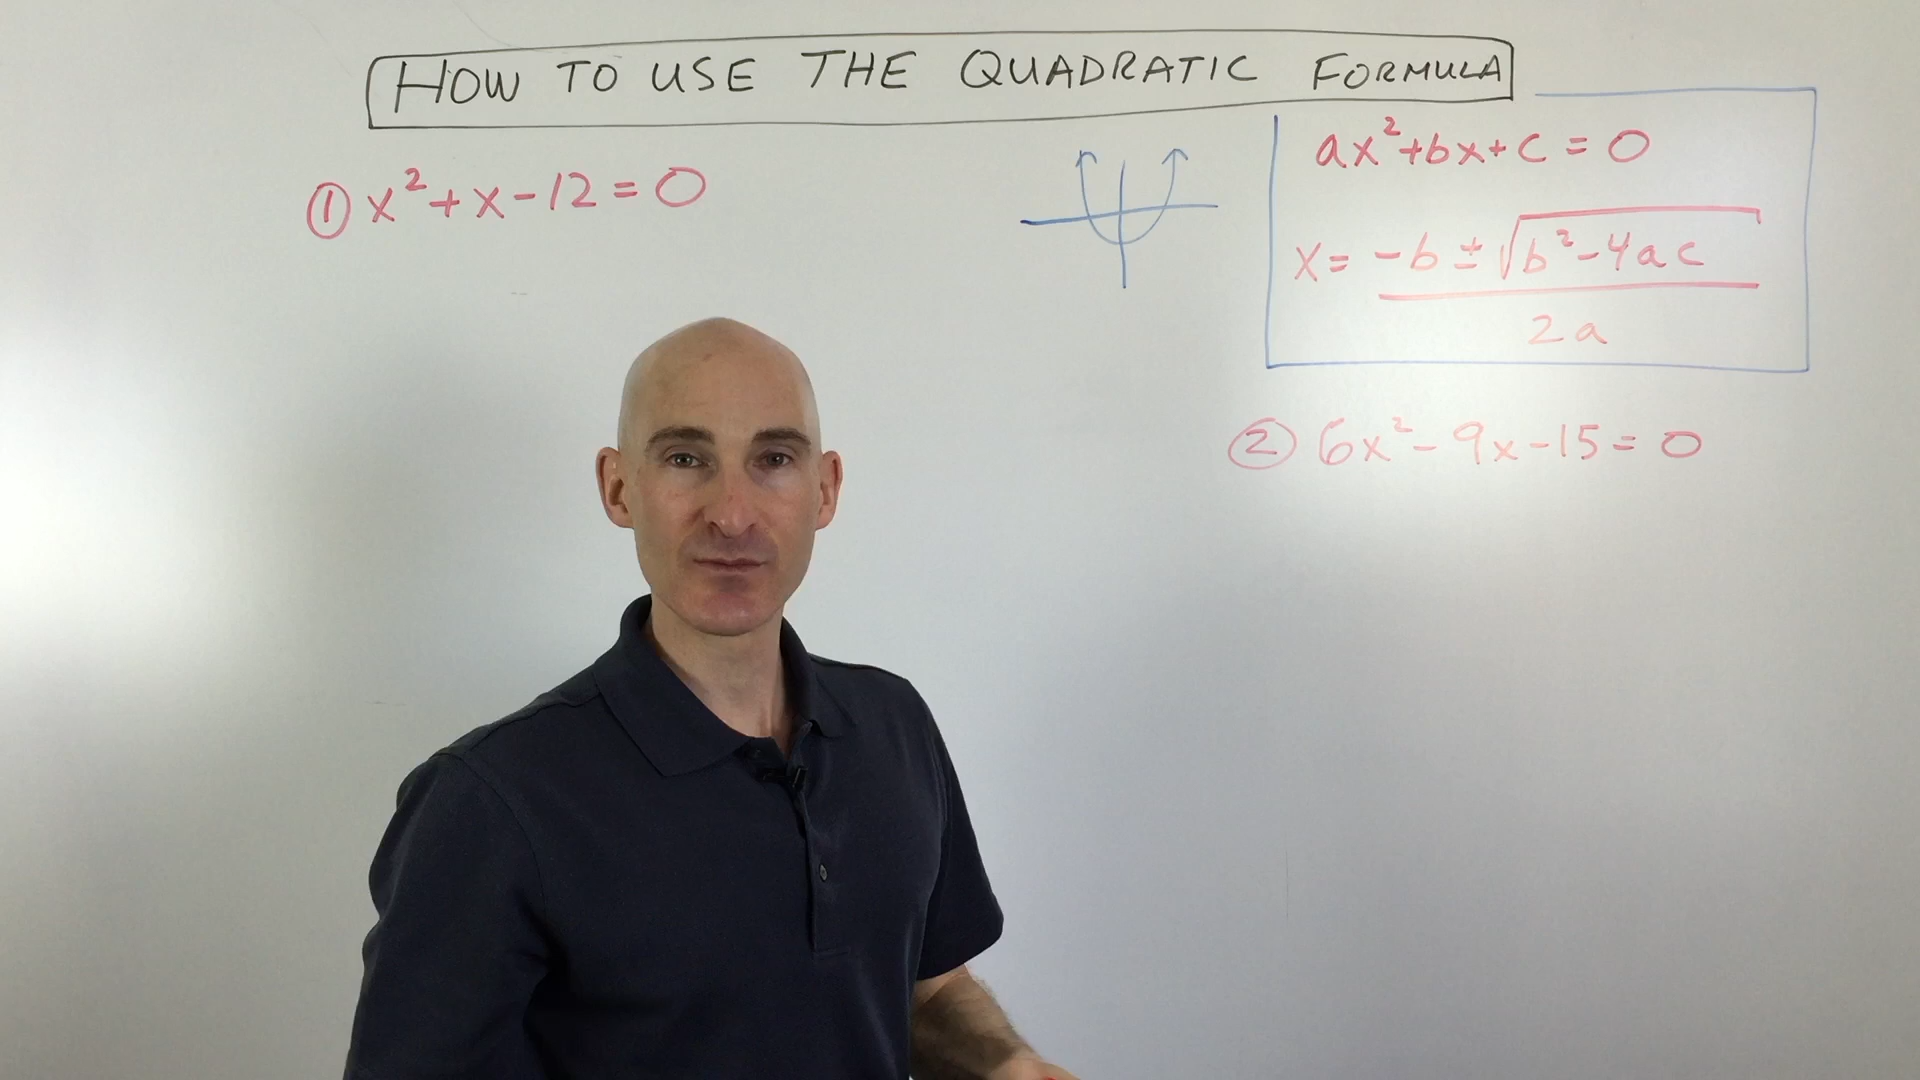 HOW TO USE THE QUADRATIC FORMULA
① x²+x-12=0
ax²+bx+c=0
x= -b±√b²-4ac
2a
② 6x²-9x-15=0